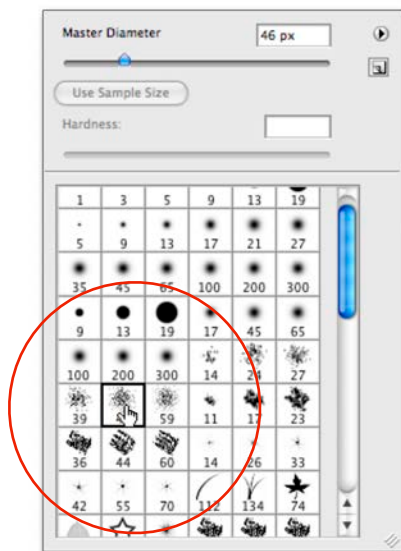 Master Diameter 46 px
Use Sample Size
Hardness:
1 3 5 9 13 19
5 9 13 17 21 27
35 45 65 100 200 300
9 13 19 17 45 65
100 200 300 14 24 27
39 59 11 17 23
36 44 60 14 26 33
42 55 70 112 134 74